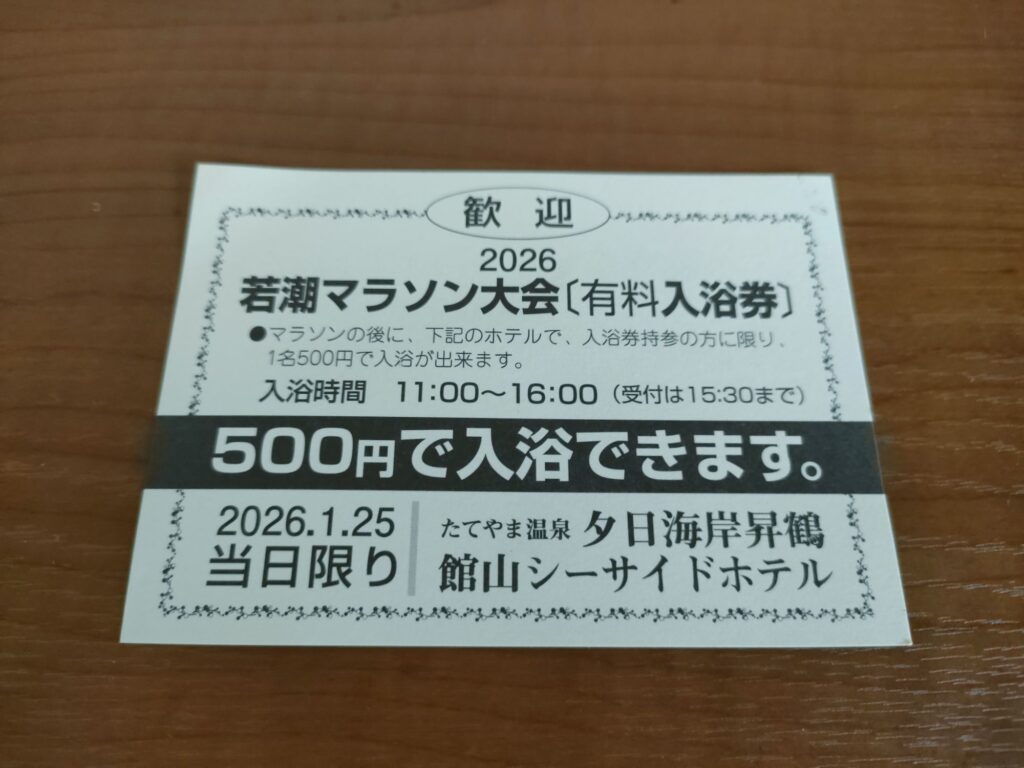 歓迎
2026
若潮マラソン大会〔有料入浴券〕
●マラソンの後に、下記のホテルで、入浴券持参の方に限り、
1名500円で入浴が出来ます。
入浴時間 11:00～16:00（受付は15:30まで）
500円で入浴できます。
2026.1.25
当日限り
たてやま温泉 夕日海岸昇鶴
館山シーサイドホテル